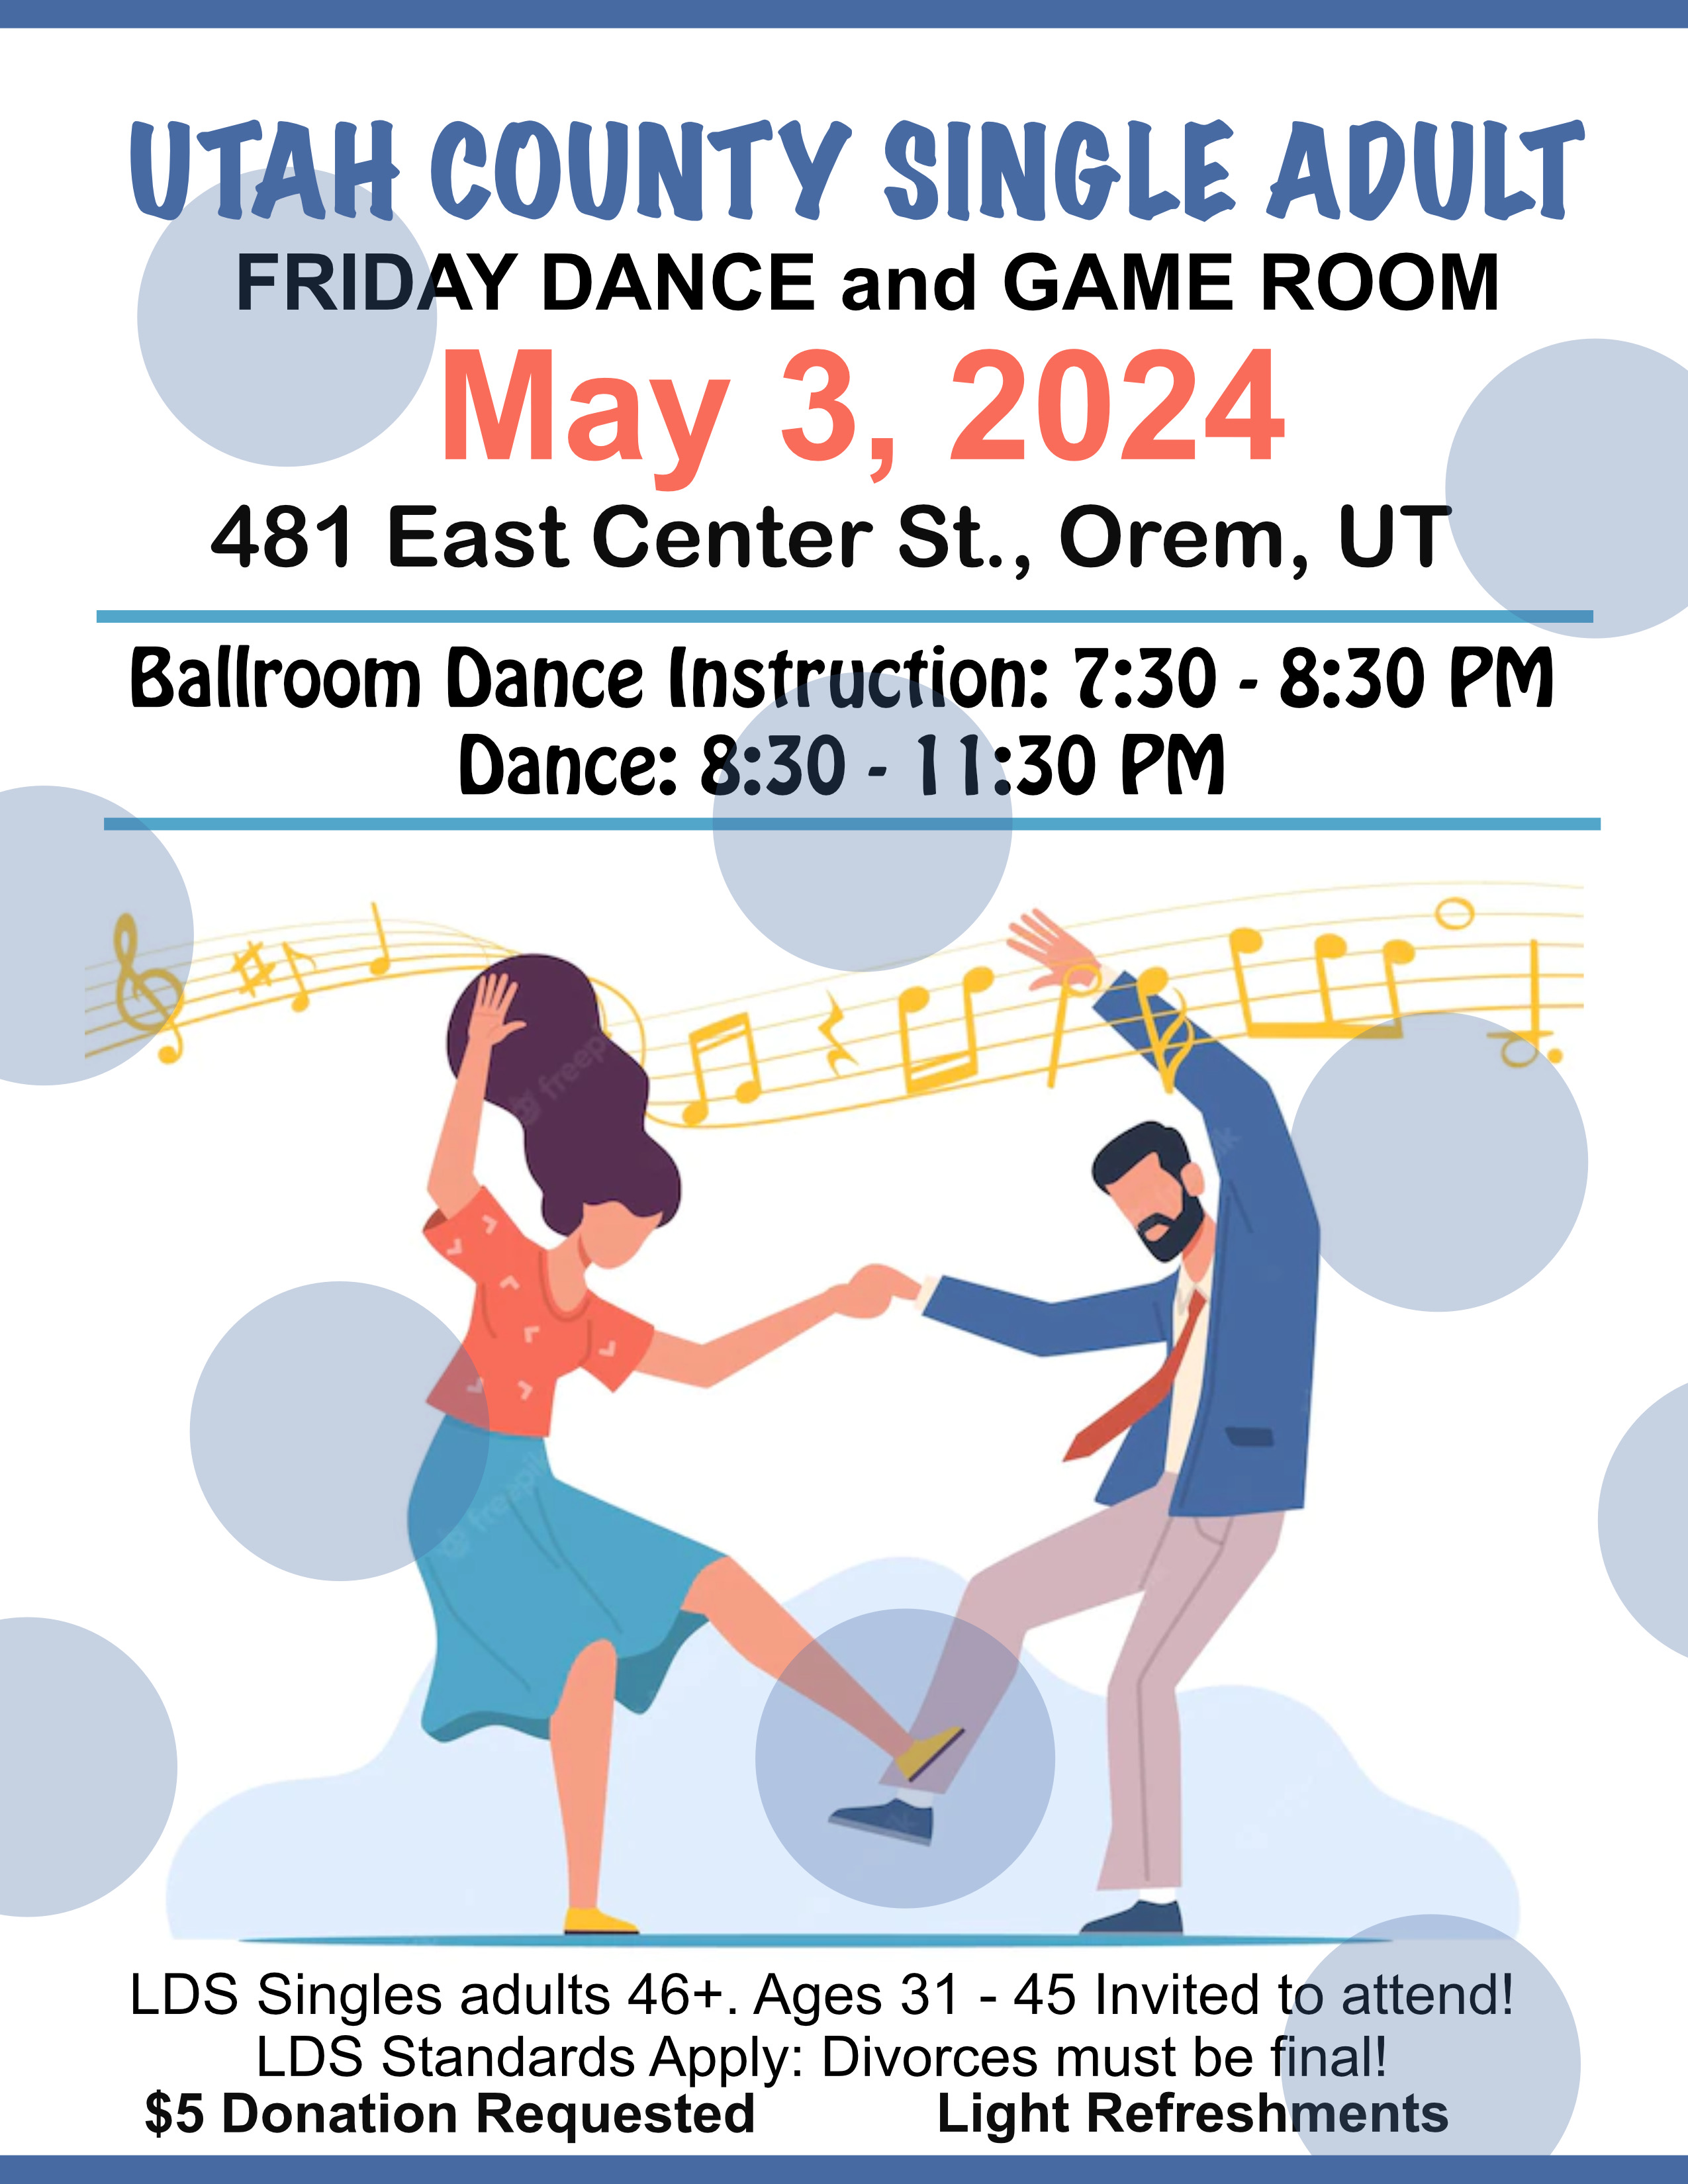 UTAH COUNTY SINGLE ADULT
FRIDAY DANCE and GAME ROOM
May 3, 2024
481 East Center St., Orem, UT
Ballroom Dance Instruction: 7:30 - 8:30 PM
Dance: 8:30 - 11:30 PM
freepik
freepik
LDS Singles adults 46+. Ages 31 - 45 Invited to attend!
LDS Standards Apply: Divorces must be final!
$5 Donation Requested
Light Refreshments